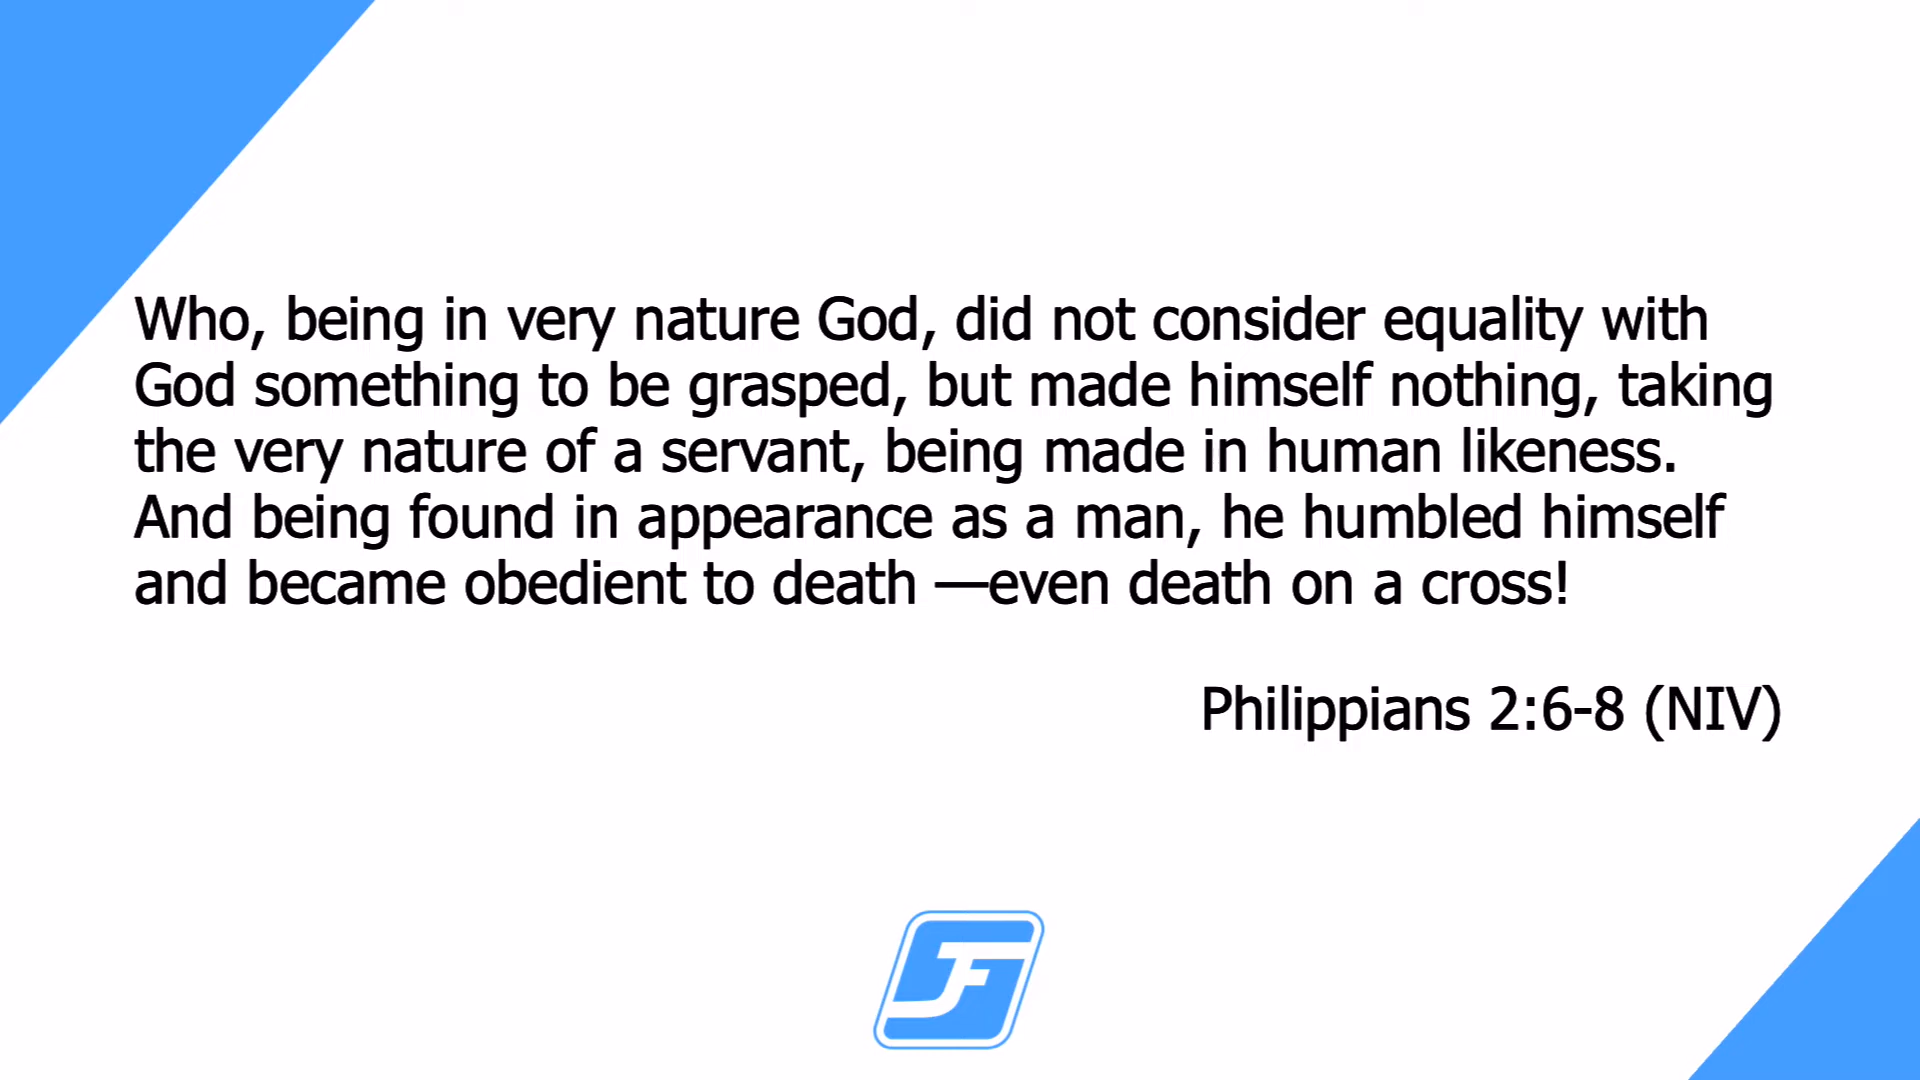 Who, being in very nature God, did not consider equality with
God something to be grasped, but made himself nothing, taking
the very nature of a servant, being made in human likeness.
And being found in appearance as a man, he humbled himself
and became obedient to death —even death on a cross!
Philippians 2:6-8 (NIV)
JF